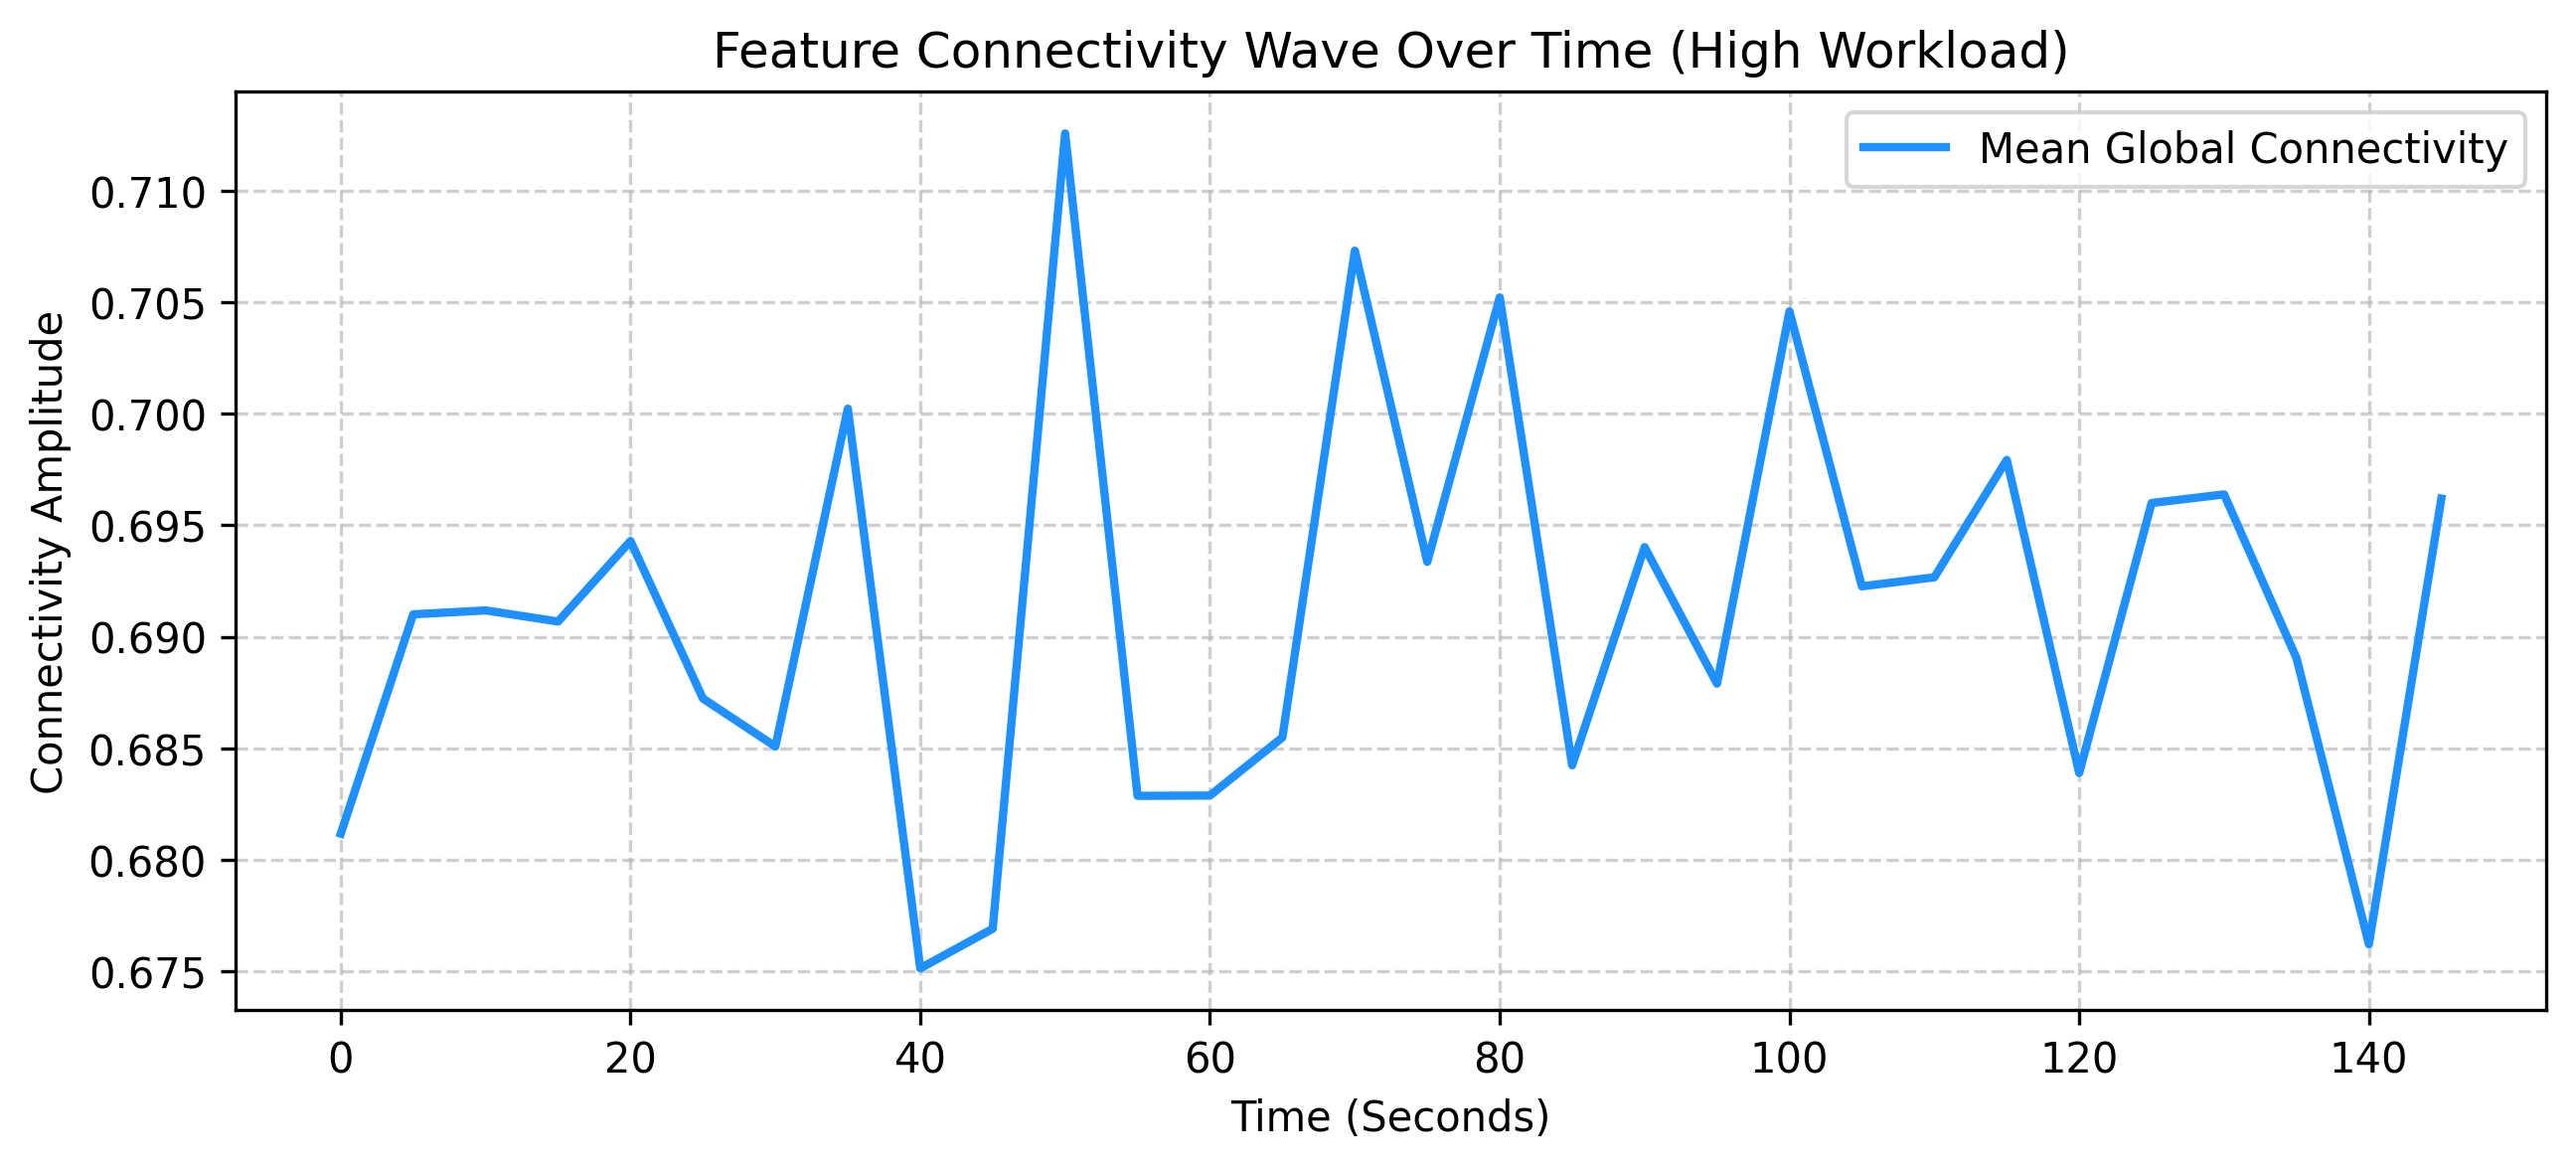 Feature Connectivity Wave Over Time (High Workload)
Mean Global Connectivity
Connectivity Amplitude
0.710
0.705
0.700
0.695
0.690
0.685
0.680
0.675
0 20 40 60 80 100 120 140
Time (Seconds)